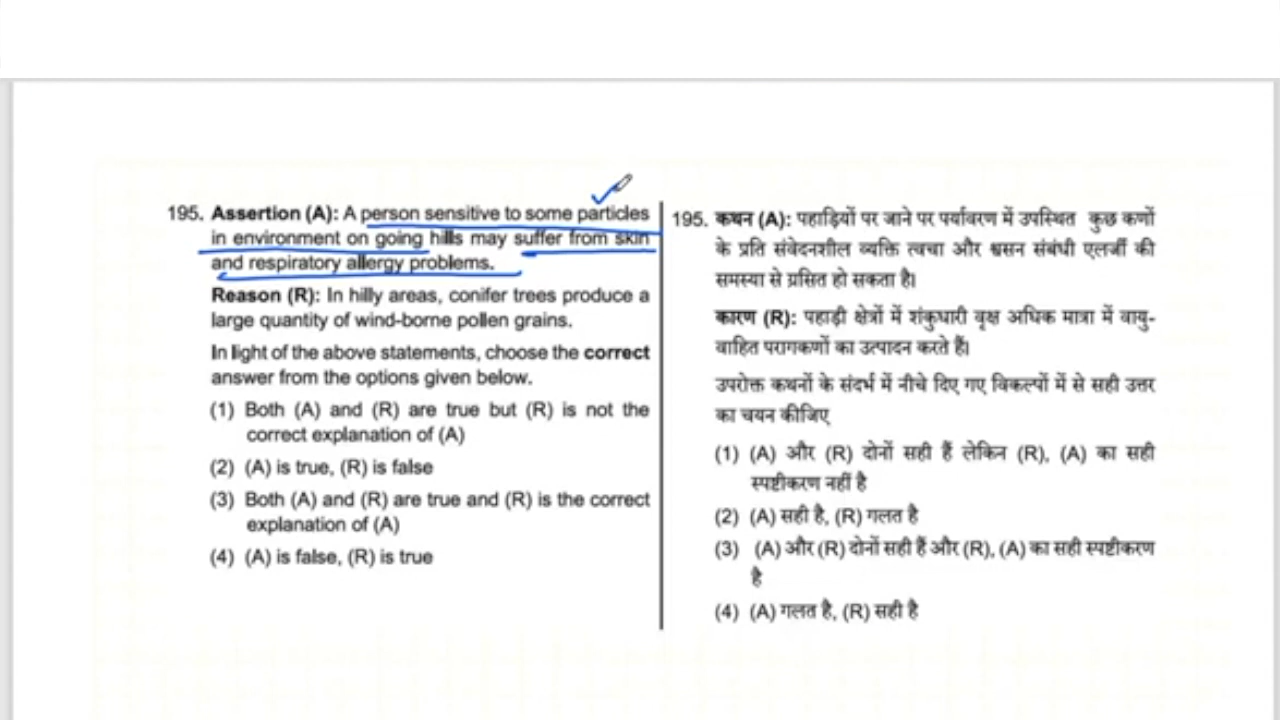 195. Assertion (A): A person sensitive to some particles
in environment on going hills may suffer from skin
and respiratory allergy problems.
Reason (R): In hilly areas, conifer trees produce a
large quantity of wind-borne pollen grains.
In light of the above statements, choose the correct
answer from the options given below.
(1) Both (A) and (R) are true but (R) is not the
correct explanation of (A)
(2) (A) is true, (R) is false
(3) Both (A) and (R) are true and (R) is the correct
explanation of (A)
(4) (A) is false, (R) is true
195. कथन (A): पहाड़ियों पर जाने पर पर्यावरण में उपस्थित कुछ कणों
के प्रति संवेदनशील व्यक्ति त्वचा और श्वसन संबंधी एलर्जी की
समस्या से ग्रसित हो सकता है।
कारण (R): पहाड़ी क्षेत्रों में शंकुधारी वृक्ष अधिक मात्रा में वायु-
वाहित परागकणों का उत्पादन करते हैं।
उपरोक्त कथनों के संदर्भ में नीचे दिए गए विकल्पों में से सही उत्तर
का चयन कीजिए
(1) (A) और (R) दोनों सही हैं लेकिन (R), (A) का सही
स्पष्टीकरण नहीं है
(2) (A) सही है, (R) गलत है
(3) (A) और (R) दोनों सही हैं और (R), (A) का सही स्पष्टीकरण
है
(4) (A) गलत है, (R) सही है